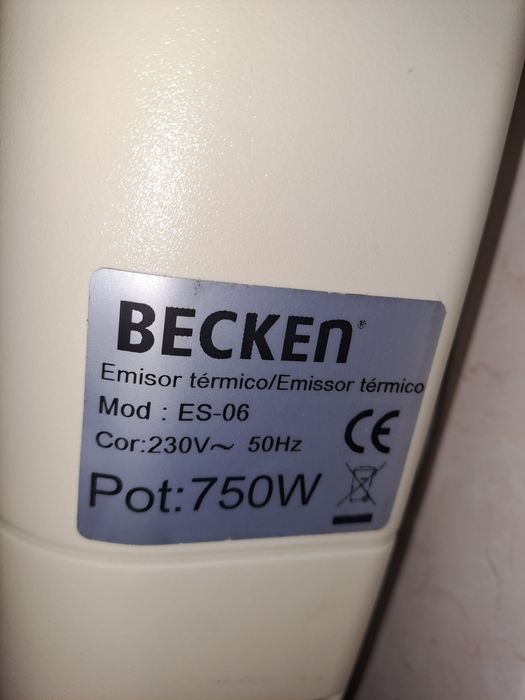 BECKEn®
Emisor térmico/Emissor térmico
Mod : ES-06
Cor:230V~ 50Hz
CE
Pot:750W